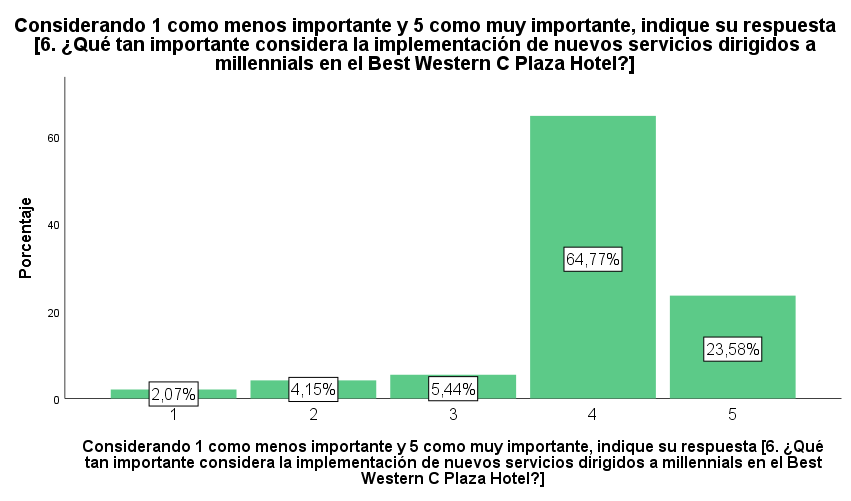 Considerando 1 como menos importante y 5 como muy importante, indique su respuesta
[6. ¿Qué tan importante considera la implementación de nuevos servicios dirigidos a
millennials en el Best Western C Plaza Hotel?]
Porcentaje
60
40
20
0
2,07%
4,15%
5,44%
64,77%
23,58%
1
2
3
4
5
Considerando 1 como menos importante y 5 como muy importante, indique su respuesta [6. ¿Qué
tan importante considera la implementación de nuevos servicios dirigidos a millennials en el Best
Western C Plaza Hotel?]